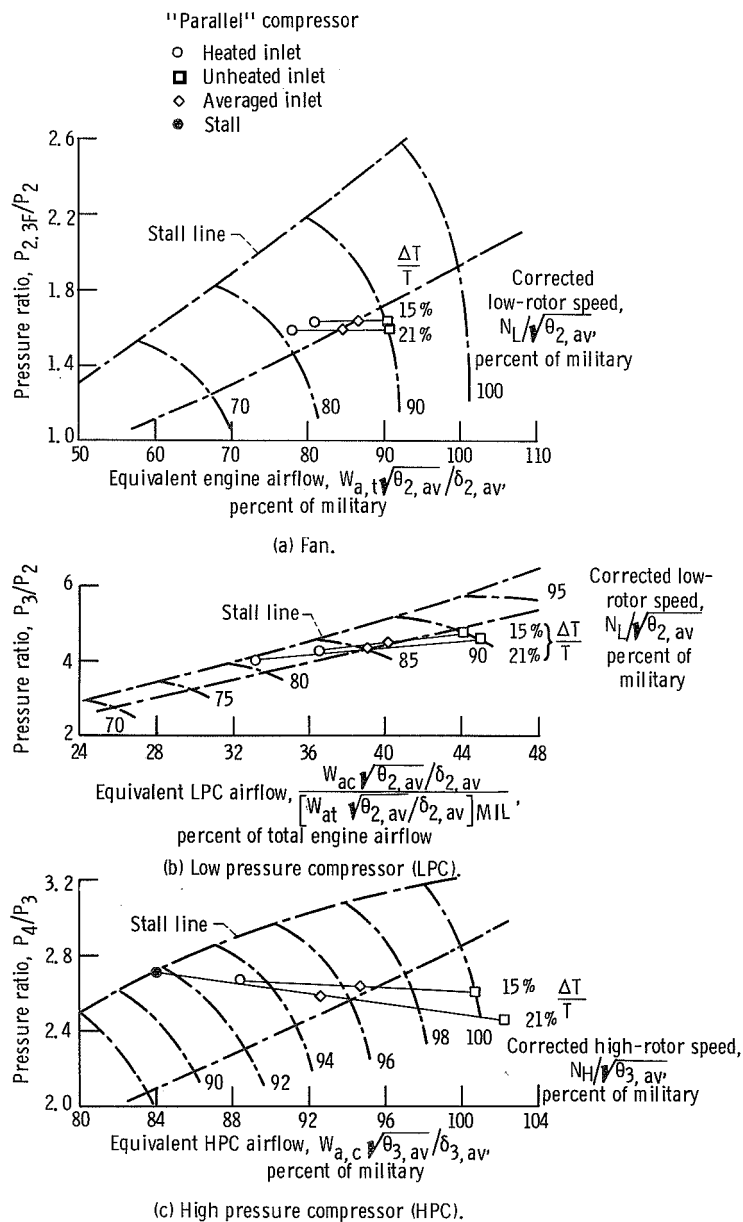 "Parallel" compressor
Heated inlet
Unheated inlet
Averaged inlet
Stall
Pressure ratio, P2, 3F/P2
2.6
2.2
1.8
1.4
1.0
Stall line
ΔT/T
15%
21%
70
80
90
100
Corrected
low-rotor speed,
NL/√θ2, av,
percent of military
50 60 70 80 90 100 110
Equivalent engine airflow, Wa, t√θ2, av/δ2, av,
percent of military
(a) Fan.
Pressure ratio, P3/P2
6
4
2
Stall line
70
75
80
85
90
95
15%
21%
ΔT/T
Corrected low-
rotor speed,
NL/√θ2, av
percent of
military
24 28 32 36 40 44 48
Equivalent LPC airflow, Wac √θ2, av/δ2, av
[Wat √θ2, av/δ2, av]MIL,
percent of total engine airflow
(b) Low pressure compressor (LPC).
Pressure ratio, P4/P3
3.2
2.8
2.4
2.0
Stall line
90
92
94
96
98
100
15%
21%
ΔT/T
Corrected high-rotor speed,
NH/√θ3, av,
percent of military
80 84 88 92 96 100 104
Equivalent HPC airflow, Wa, c √θ3, av/δ3, av,
percent of military
(c) High pressure compressor (HPC).